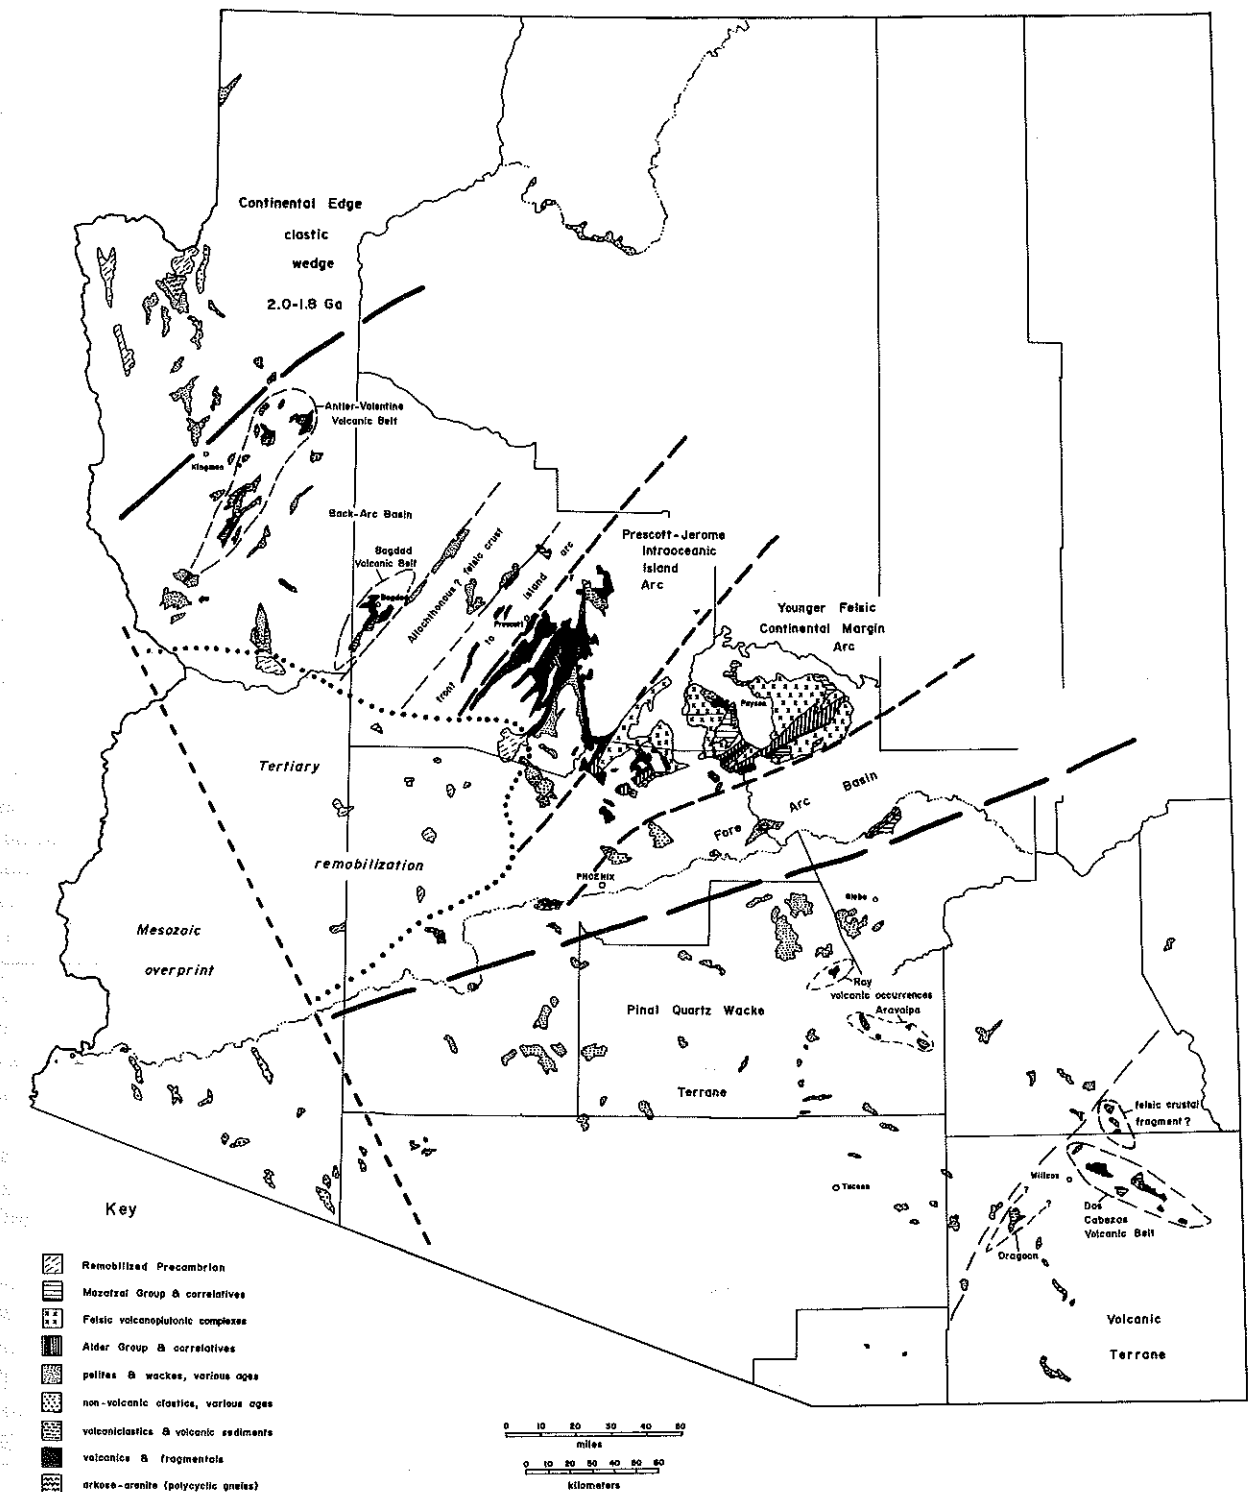 Continental Edge
clastic
wedge
2.0-1.8 Ga
Antler-Valentine
Volcanic Belt
Kingman
Back-Arc Basin
Bagdad
Volcanic Belt
Bagdad
Allochthonous? felsic crust
front to island arc
Prescott
Prescott-Jerome
Intraoceanic
Island
Arc
Younger Felsic
Continental Margin
Arc
Payson
Tertiary
remobilization
Mesozoic
overprint
Fore Arc Basin
PHOENIX
Globe
Ray
volcanic occurrences
Aravaipa
Pinal Quartz Wacke
Terrane
felsic crustal
fragment?
Willcox
Tucson
Dos
Cabezas
Volcanic Belt
Dragoon
Volcanic
Terrane
Key
Remobilized Precambrian
Mazatzal Group & correlatives
Felsic volcanoplutonic complexes
Alder Group & correlatives
pelites & wackes, various ages
non-volcanic clastics, various ages
volcaniclastics & volcanic sediments
volcanics & fragmentals
arkose-arenite (polycyclic gneiss)
0 10 20 30 40 50
miles
0 10 20 30 40 50 60
kilometers